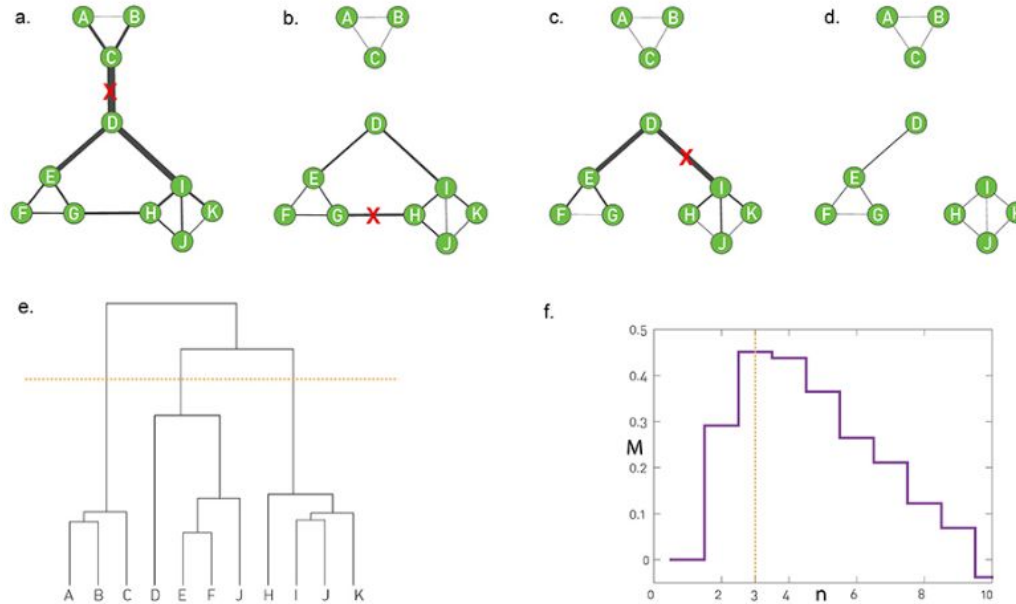 a.
A B
C
X
D
E I
F G H K
J
b.
A B
C
D
E I
F G X H K
J
c.
A B
C
D
X
E I
F G H K
J
d.
A B
C
D
E I
F G H K
J
e.
A B C D E F J H I J K
f.
0.5
0.4
0.3
M
0.2
0.1
0
0 2 3 4 6 n 8 10